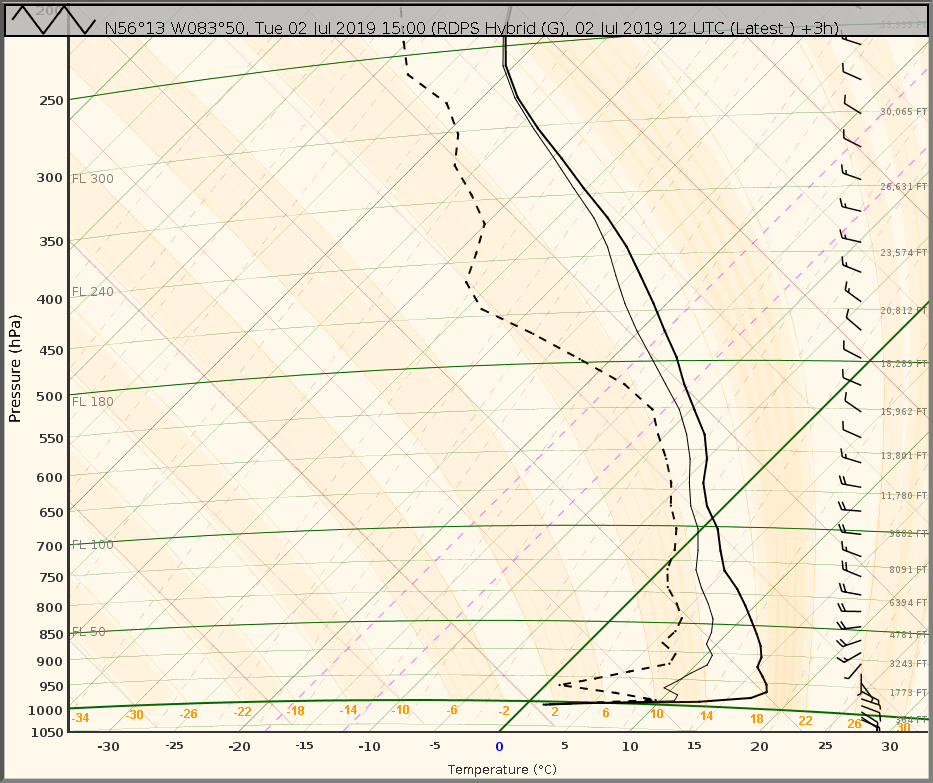 200
N56°13 W083°50, Tue 02 Jul 2019 15:00 (RDPS Hybrid (G), 02 Jul 2019 12 UTC (Latest ) +3h)
250
30,065 FT
300
FL 300
26,631 FT
350
23,574 FT
400
FL 240
20,812 FT
450
18,289 FT
500
FL 180
15,962 FT
550
13,801 FT
600
11,780 FT
650
9882 FT
700
FL 100
8091 FT
750
6394 FT
800
850
FL 50
4781 FT
900
3243 FT
950
1773 FT
1000
364 FT
-34 -30 -26 -22 -18 -14 -10 -6 -2 2 6 10 14 18 22 26 30
1050
-30 -25 -20 -15 -10 -5 0 5 10 15 20 25 30
Temperature (°C)
Pressure (hPa)